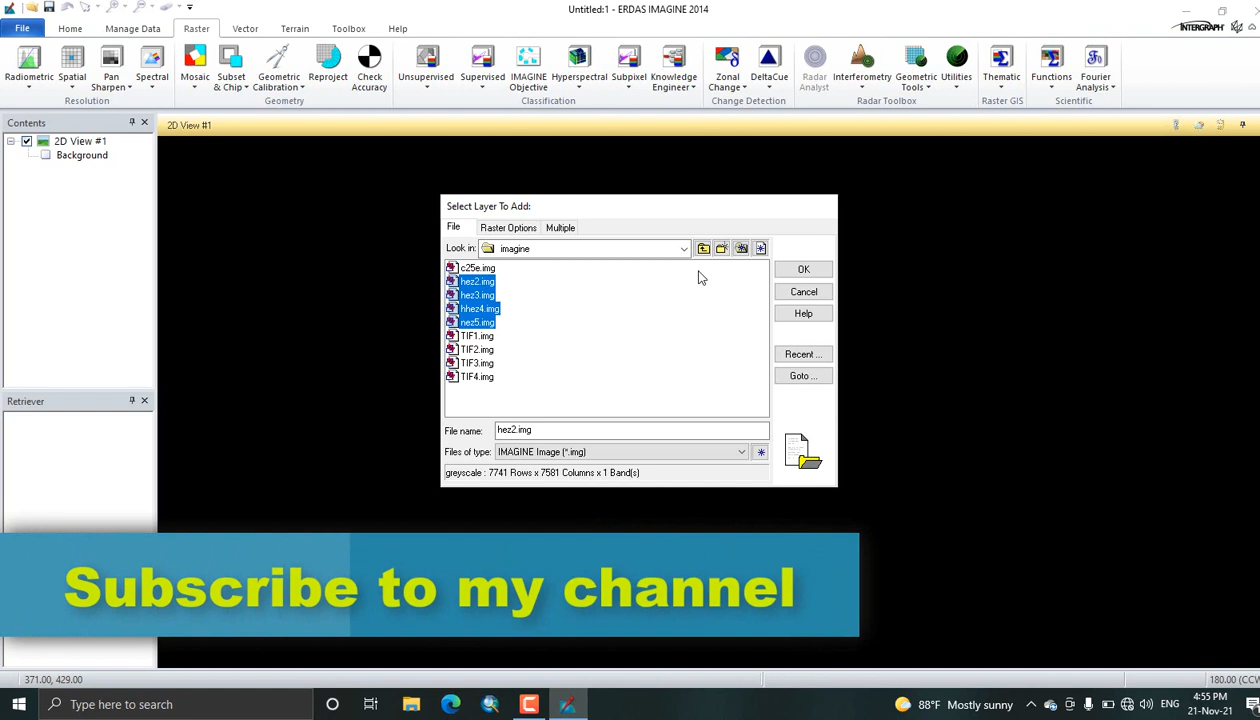 Untitled:1 - ERDAS IMAGINE 2014
File Home Manage Data Raster Vector Terrain Toolbox Help
INTERGRAPH
Radiometric Spatial Pan Sharpen Spectral
Resolution
Mosaic Subset & Chip Geometric Calibration Reproject Check Accuracy
Geometry
Unsupervised Supervised IMAGINE Objective Hyperspectral Subpixel Knowledge Engineer
Classification
Zonal Change DeltaCue
Change Detection
Radar Analyst Interferometry Geometric Tools Utilities
Radar Toolbox
Thematic
Raster GIS
Functions Fourier Analysis
Scientific
Contents
2D View #1
Background
Retriever
2D View #1
Select Layer To Add:
File Raster Options Multiple
Look in: imagine
c25e.img
hez2.img
hez3.img
hhez4.img
nez5.img
TIF1.img
TIF2.img
TIF3.img
TIF4.img
OK
Cancel
Help
Recent ...
Goto ...
File name: hez2.img
Files of type: IMAGINE Image (*.img)
greyscale : 7741 Rows x 7581 Columns x 1 Band(s)
Subscribe to my channel
371.00, 429.00
180.00 (CCW
Type here to search
88°F Mostly sunny
ENG
4:55 PM
21-Nov-21